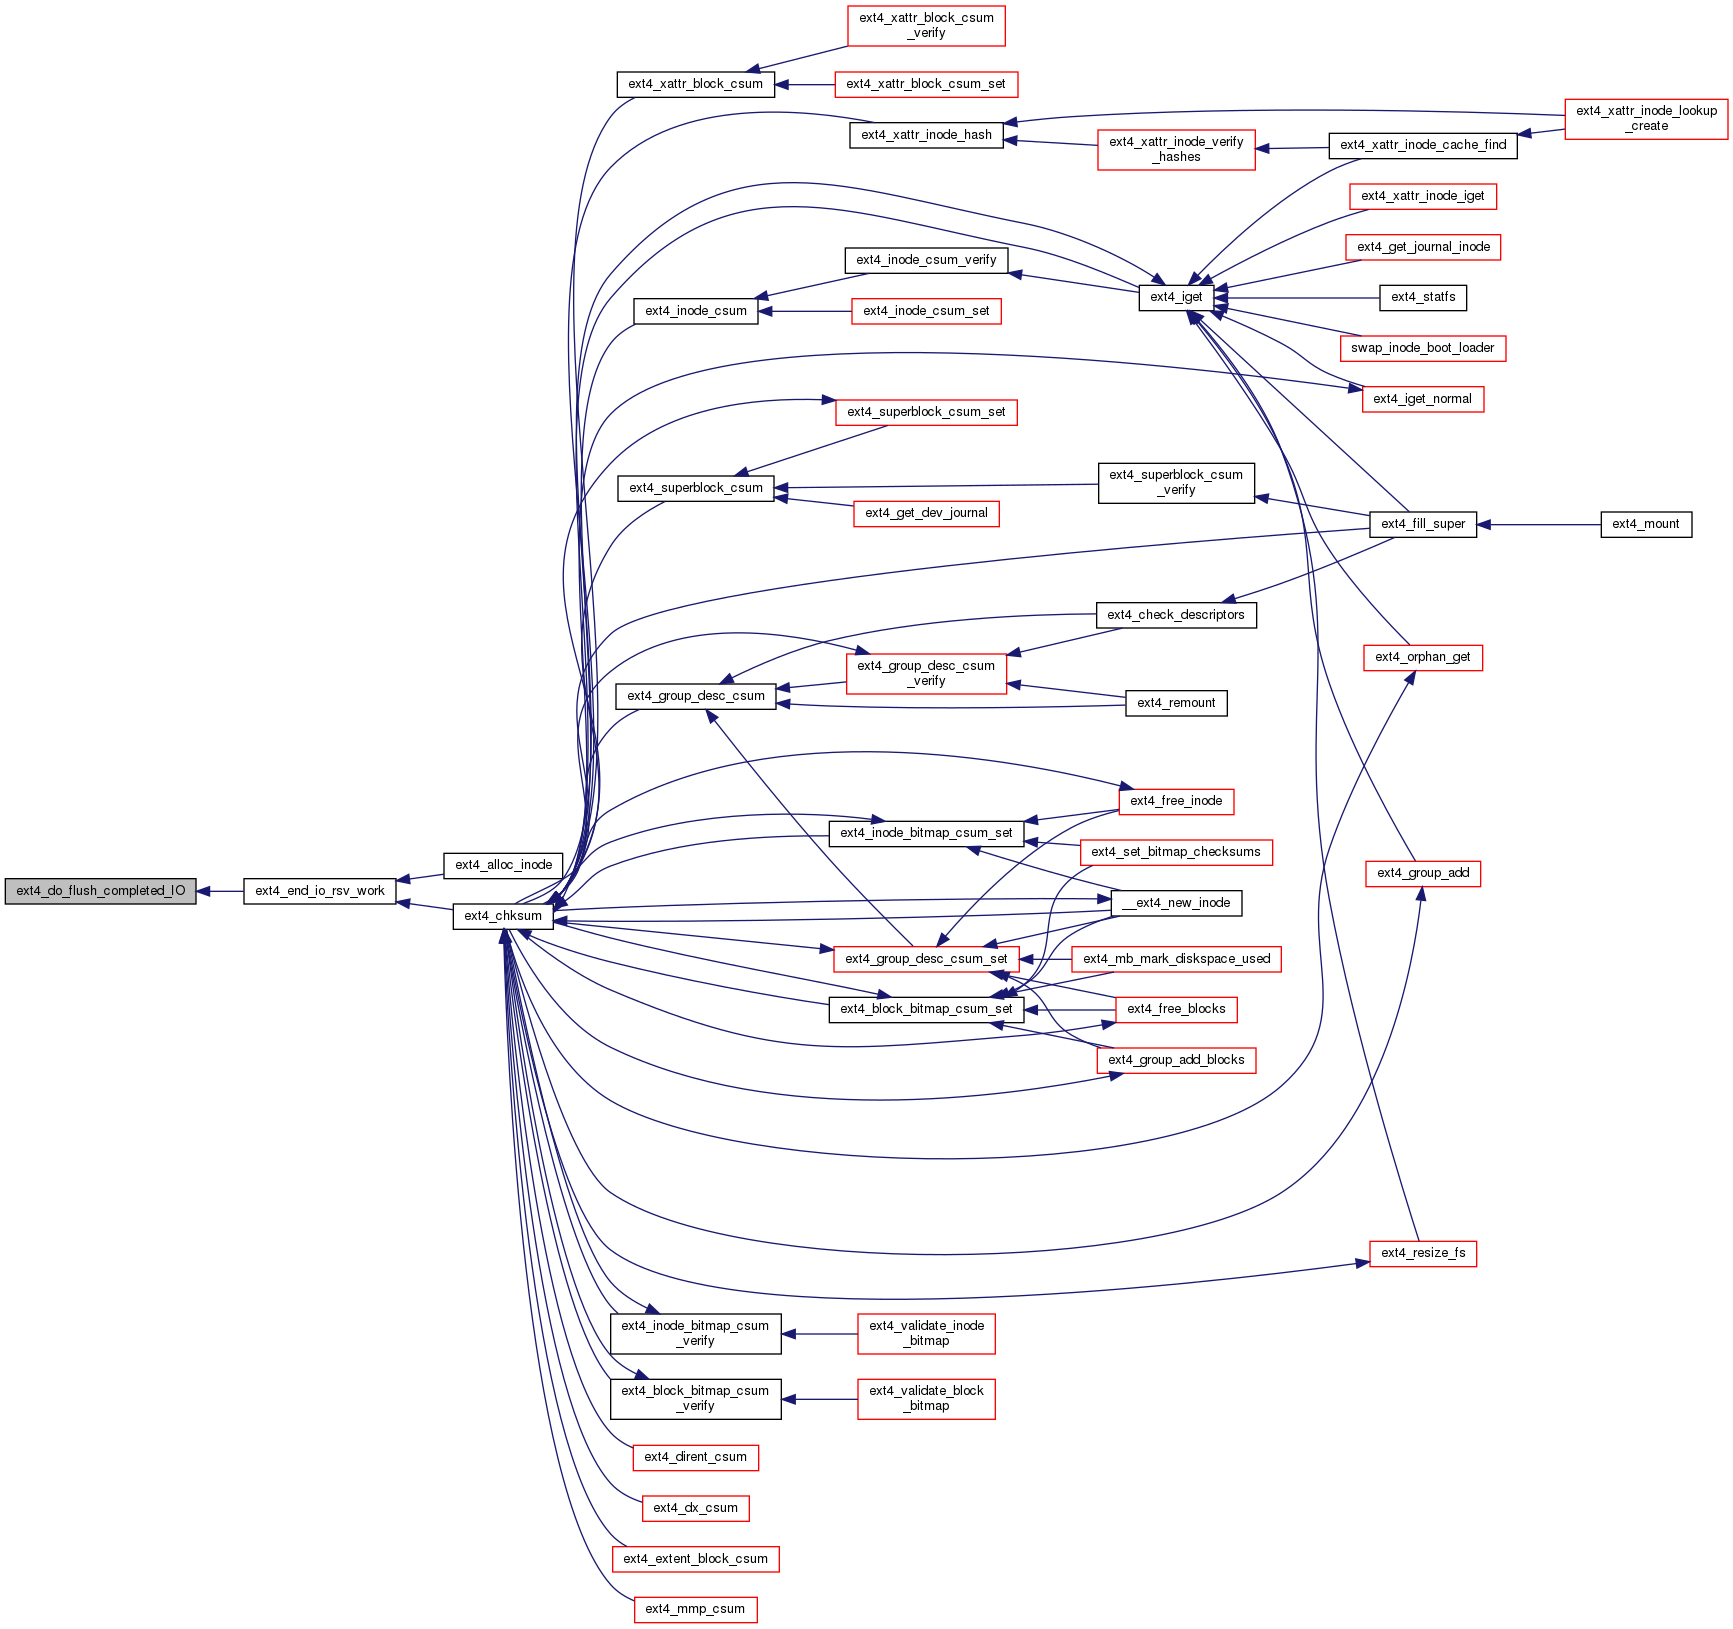 ext4_xattr_block_csum
_verify
ext4_xattr_block_csum
ext4_xattr_block_csum_set
ext4_xattr_inode_lookup
_create
ext4_xattr_inode_hash
ext4_xattr_inode_verify
_hashes
ext4_xattr_inode_cache_find
ext4_xattr_inode_iget
ext4_get_journal_inode
ext4_inode_csum_verify
ext4_iget
ext4_statfs
ext4_inode_csum
ext4_inode_csum_set
swap_inode_boot_loader
ext4_iget_normal
ext4_superblock_csum_set
ext4_superblock_csum
ext4_superblock_csum
_verify
ext4_get_dev_journal
ext4_fill_super
ext4_mount
ext4_check_descriptors
ext4_orphan_get
ext4_group_desc_csum
_verify
ext4_group_desc_csum
ext4_remount
ext4_free_inode
ext4_inode_bitmap_csum_set
ext4_set_bitmap_checksums
ext4_alloc_inode
ext4_group_add
ext4_do_flush_completed_IO
ext4_end_io_rsv_work
ext4_chksum
__ext4_new_inode
ext4_group_desc_csum_set
ext4_mb_mark_diskspace_used
ext4_block_bitmap_csum_set
ext4_free_blocks
ext4_group_add_blocks
ext4_resize_fs
ext4_inode_bitmap_csum
_verify
ext4_validate_inode
_bitmap
ext4_block_bitmap_csum
_verify
ext4_validate_block
_bitmap
ext4_dirent_csum
ext4_dx_csum
ext4_extent_block_csum
ext4_mmp_csum